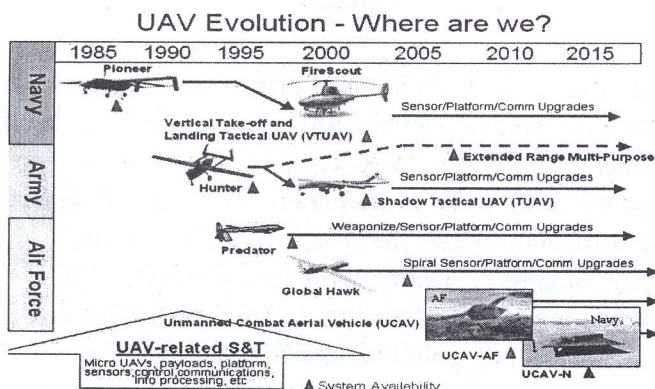 UAV Evolution - Where are we?
1985 1990 1995 2000 2005 2010 2015
Navy
Pioneer
FireScout
Sensor/Platform/Comm Upgrades
Vertical Take-off and
Landing Tactical UAV (VTUAV)
Army
Extended Range Multi-Purpose
Hunter
Sensor/Platform/Comm Upgrades
Shadow Tactical UAV (TUAV)
Air Force
Weaponize/Sensor/Platform/Comm Upgrades
Predator
Spiral Sensor/Platform/Comm Upgrades
Global Hawk
AF
Navy
Unmanned Combat Aerial Vehicle (UCAV)
UCAV-AF
UCAV-N
UAV-related S&T
Micro UAVs, payloads, platform,
sensors,control,communications,
info processing, etc
System Availability